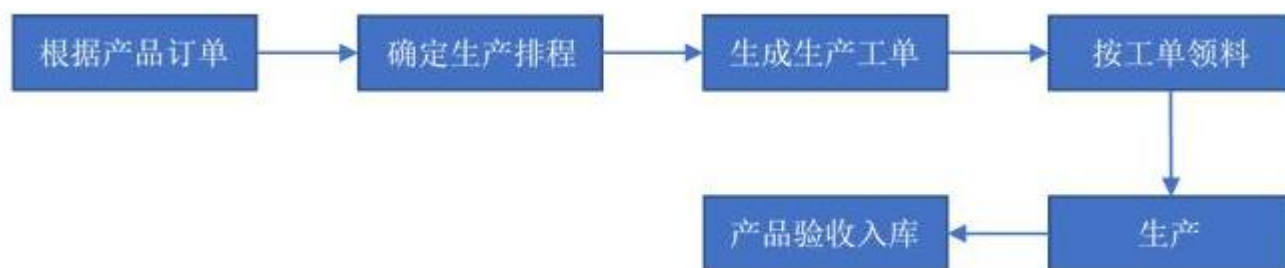 根据产品订单
确定生产排程
生成生产工单
按工单领料
生产
产品验收入库